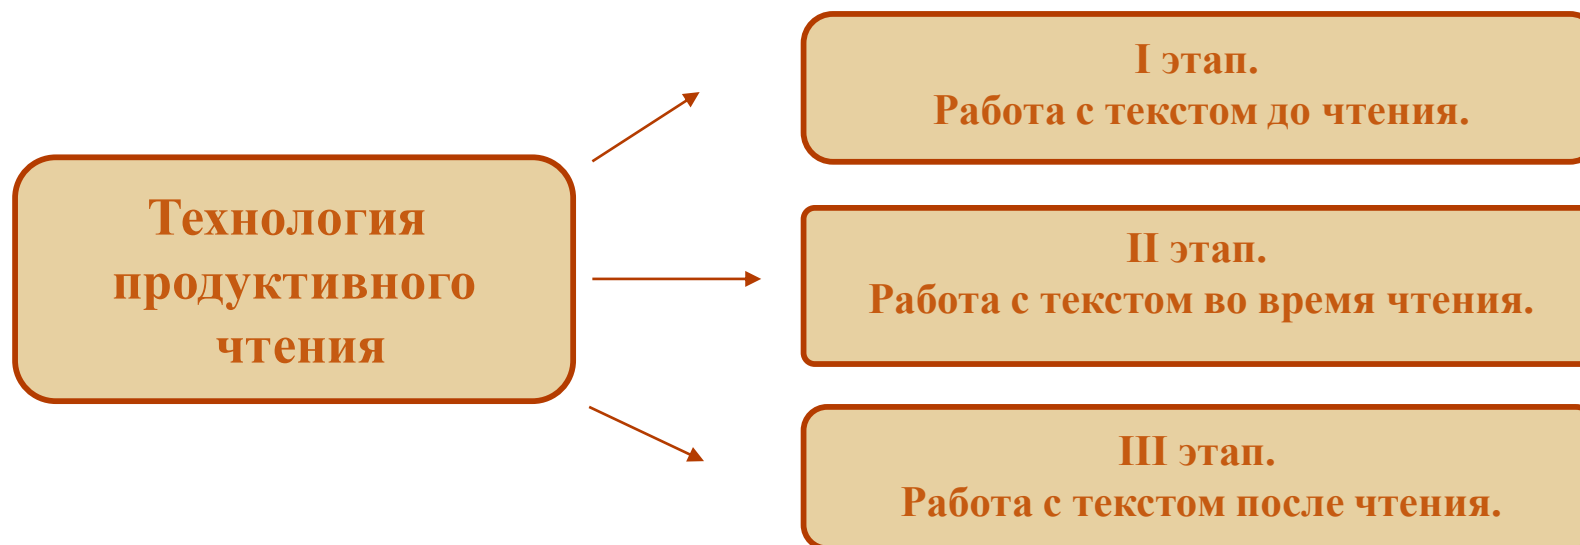 Технология
продуктивного
чтения
I этап.
Работа с текстом до чтения.
II этап.
Работа с текстом во время чтения.
III этап.
Работа с текстом после чтения.